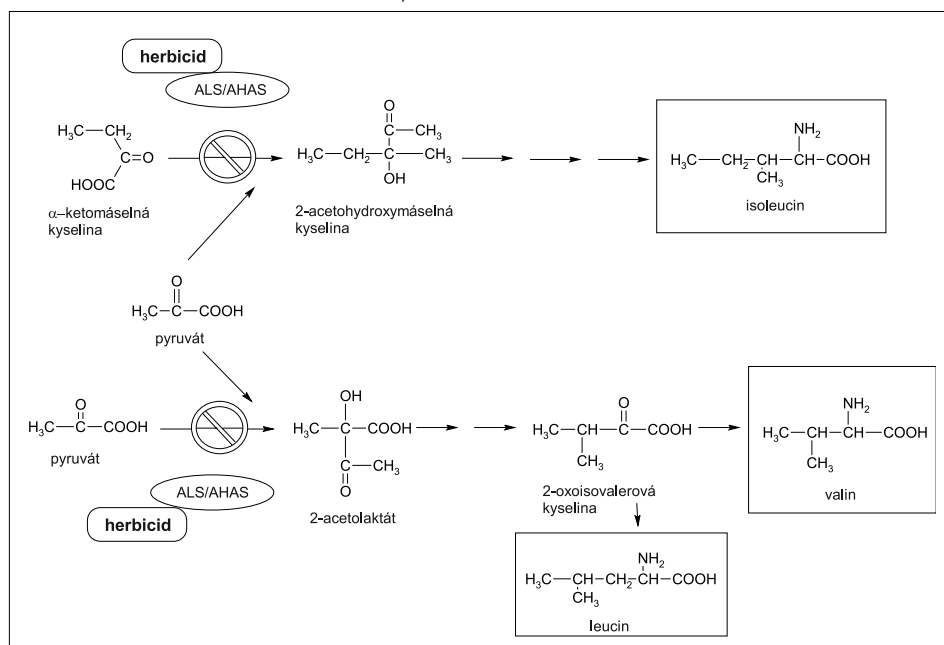 herbicid
ALS/AHAS
O
H₃C—CH₂
C=O
HOOC
α–ketomáselná
kyselina
C—CH₃
H₃C—CH₂—C—CH₃
OH
2-acetohydroxymáselná
kyselina
NH₂
H₃C—CH₂—CH—CH—COOH
CH₃
isoleucin
O
H₃C—C—COOH
pyruvát
O
H₃C—C—COOH
pyruvát
ALS/AHAS
herbicid
OH
H₃C—C—COOH
C—CH₃
O
2-acetolaktát
O
H₃C—CH—C—COOH
CH₃
2-oxoisovalerová
kyselina
NH₂
H₃C—CH—CH—COOH
CH₃
valin
NH₂
H₃C—CH—CH₂—CH—COOH
CH₃
leucin